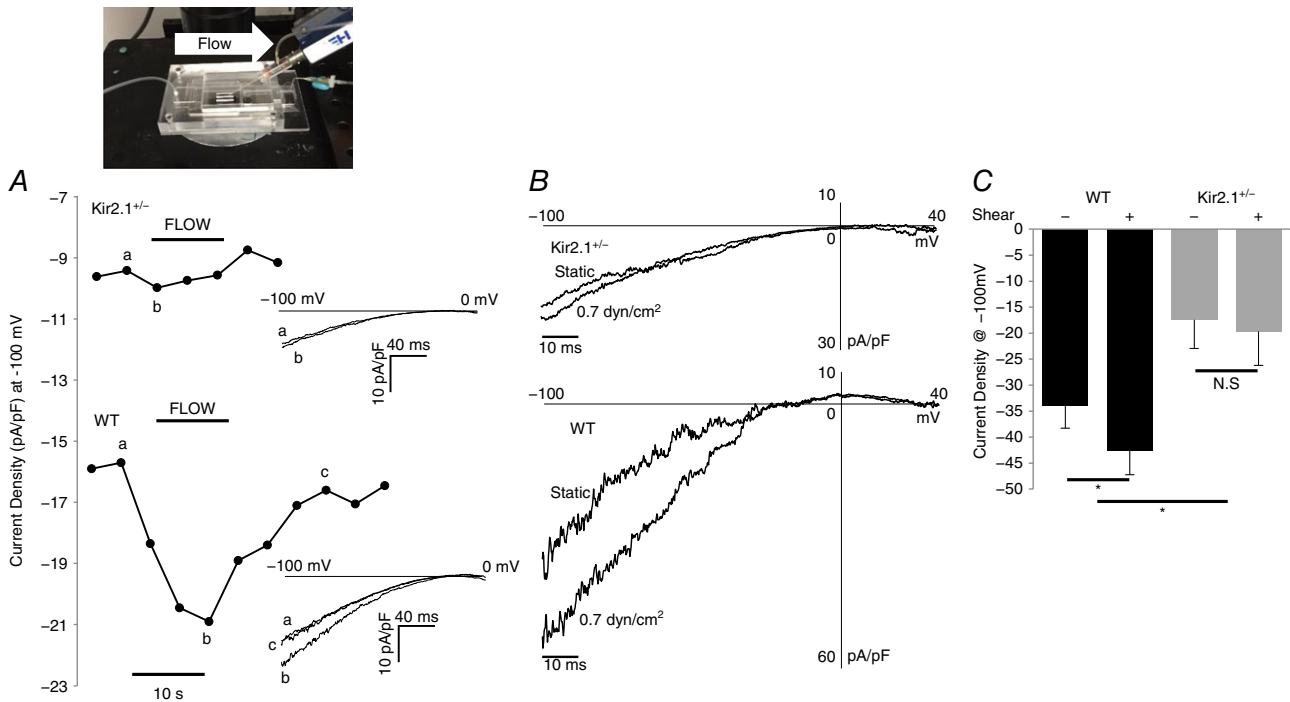 Flow
A
B
C
Current Density (pA/pF) at -100 mV
−7
−9
−11
−13
−15
−17
−19
−21
−23
Kir2.1+/−
FLOW
a
b
−100 mV
0 mV
a
b
40 ms
10 pA/pF
WT
FLOW
a
b
c
−100 mV
0 mV
a
c
b
40 ms
10 pA/pF
10 s
10
−100
40
0
mV
Kir2.1+/−
Static
0.7 dyn/cm2
10 ms
30
pA/pF
10
−100
40
0
mV
WT
Static
0.7 dyn/cm2
10 ms
60
pA/pF
WT
Kir2.1+/−
Shear
−
+
−
+
Current Density @ −100mV
0
−5
−10
−15
−20
−25
−30
−35
−40
−45
−50
N.S
*
*